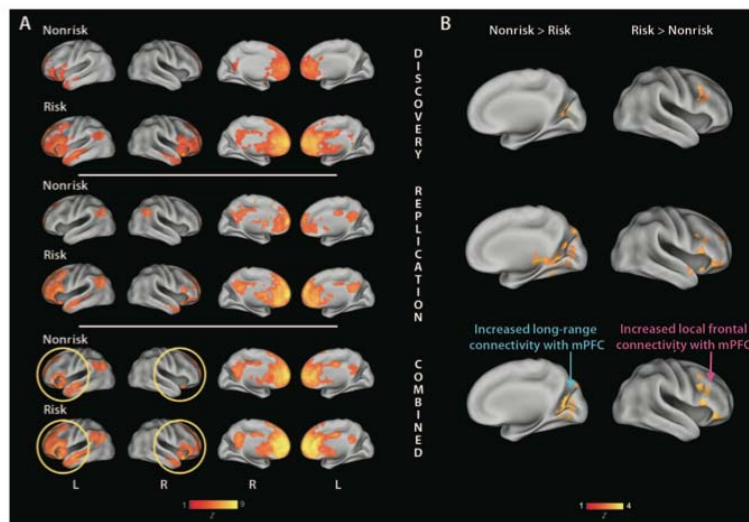 A
Nonrisk
Risk
Nonrisk
Risk
Nonrisk
Risk
L R R L
1 9
Z
DISCOVERY
REPLICATION
COMBINED
B
Nonrisk > Risk Risk > Nonrisk
Increased long-range connectivity with mPFC
Increased local frontal connectivity with mPFC
1 4
Z